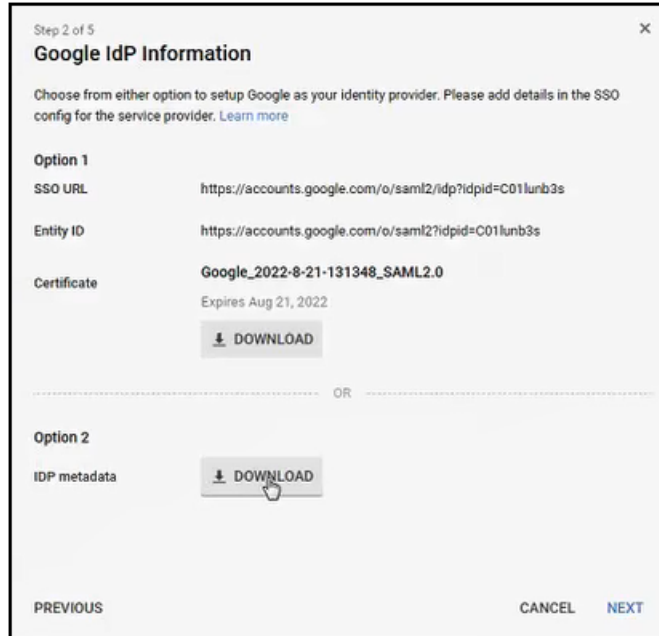 Step 2 of 5
Google IdP Information
Choose from either option to setup Google as your identity provider. Please add details in the SSO
config for the service provider. Learn more
Option 1
SSO URL https://accounts.google.com/o/saml2/idp?idpid=C01lunb3s
Entity ID https://accounts.google.com/o/saml2?idpid=C01lunb3s
Certificate Google_2022-8-21-131348_SAML2.0
Expires Aug 21, 2022
DOWNLOAD
OR
Option 2
IDP metadata DOWNLOAD
PREVIOUS CANCEL NEXT